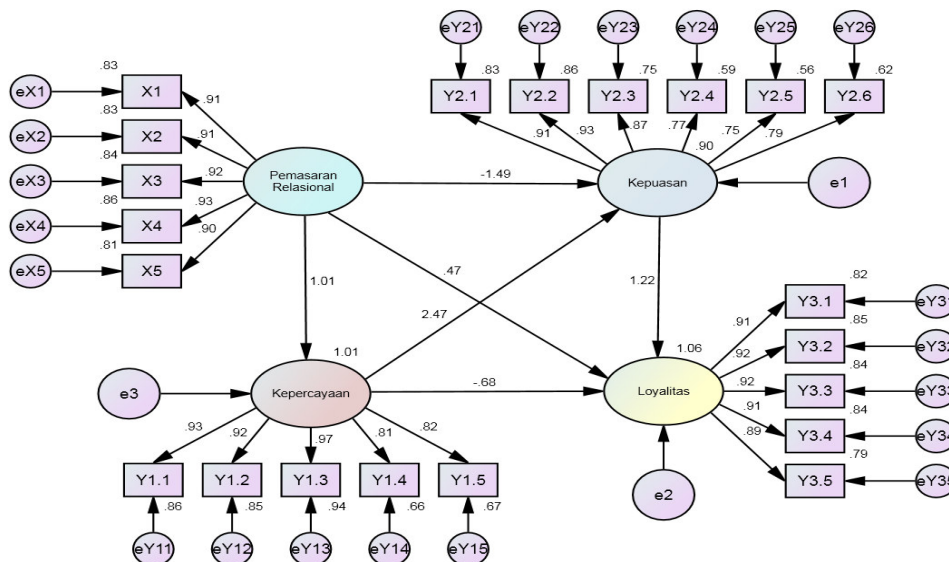 eY21 eY22 eY23 eY24 eY25 eY26
.83 .86 .75 .59 .56 .62
Y2.1 Y2.2 Y2.3 Y2.4 Y2.5 Y2.6
.91 .93 .87 .77 .75 .79
.90
Kepuasan
e1
.83
eX1 X1 .91
.83
eX2 X2 .91
.84
eX3 X3 .92
.86
eX4 X4 .93
.81
eX5 X5 .90
Pemasaran
Relasional
-1.49
1.01
.47
2.47
1.22
-.68
e3
1.01
Kepercayaan
.93 .92 .97 .81 .82
Y1.1 Y1.2 Y1.3 Y1.4 Y1.5
.86 .85 .94 .66 .67
eY11 eY12 eY13 eY14 eY15
1.06
Loyalitas
e2
.82
.91 Y3.1 eY31
.85
.92 Y3.2 eY32
.84
.92 Y3.3 eY33
.84
.91 Y3.4 eY34
.79
.89 Y3.5 eY35